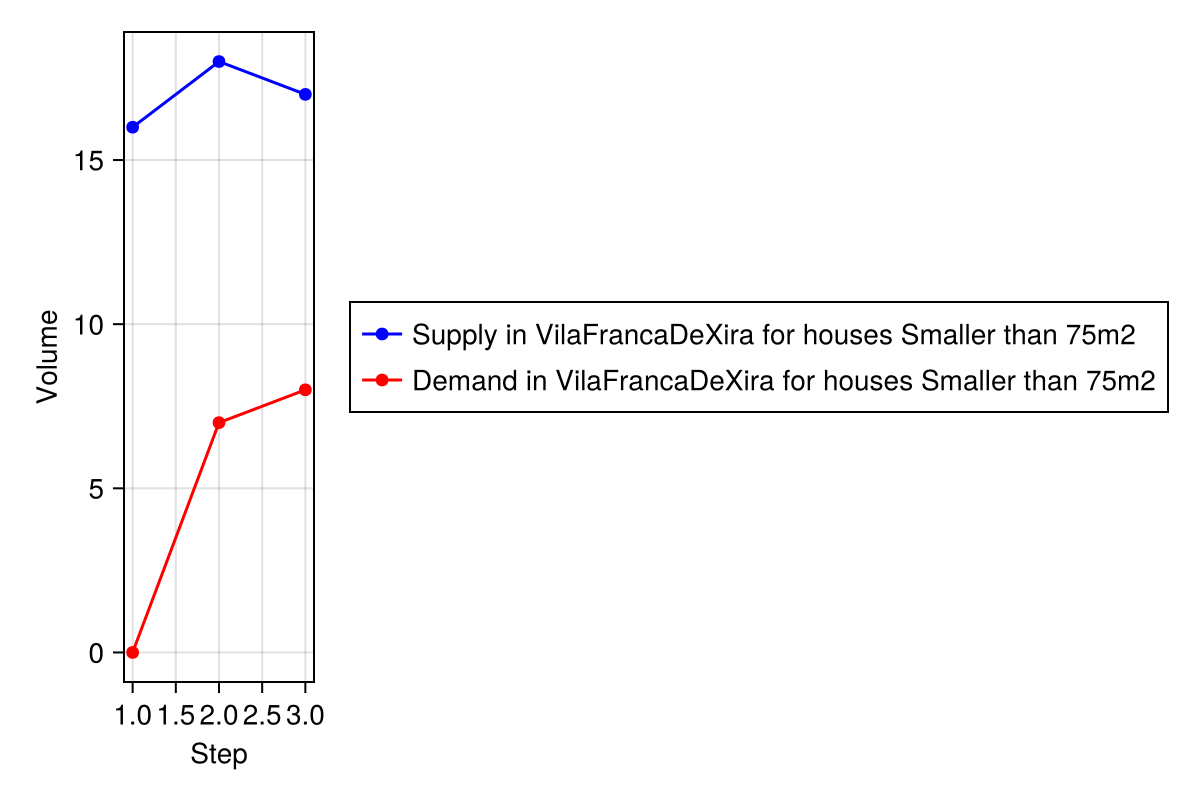 Volume
15
10
5
0
1.0 1.5 2.0 2.5 3.0
Step
Supply in VilaFrancaDeXira for houses Smaller than 75m2
Demand in VilaFrancaDeXira for houses Smaller than 75m2